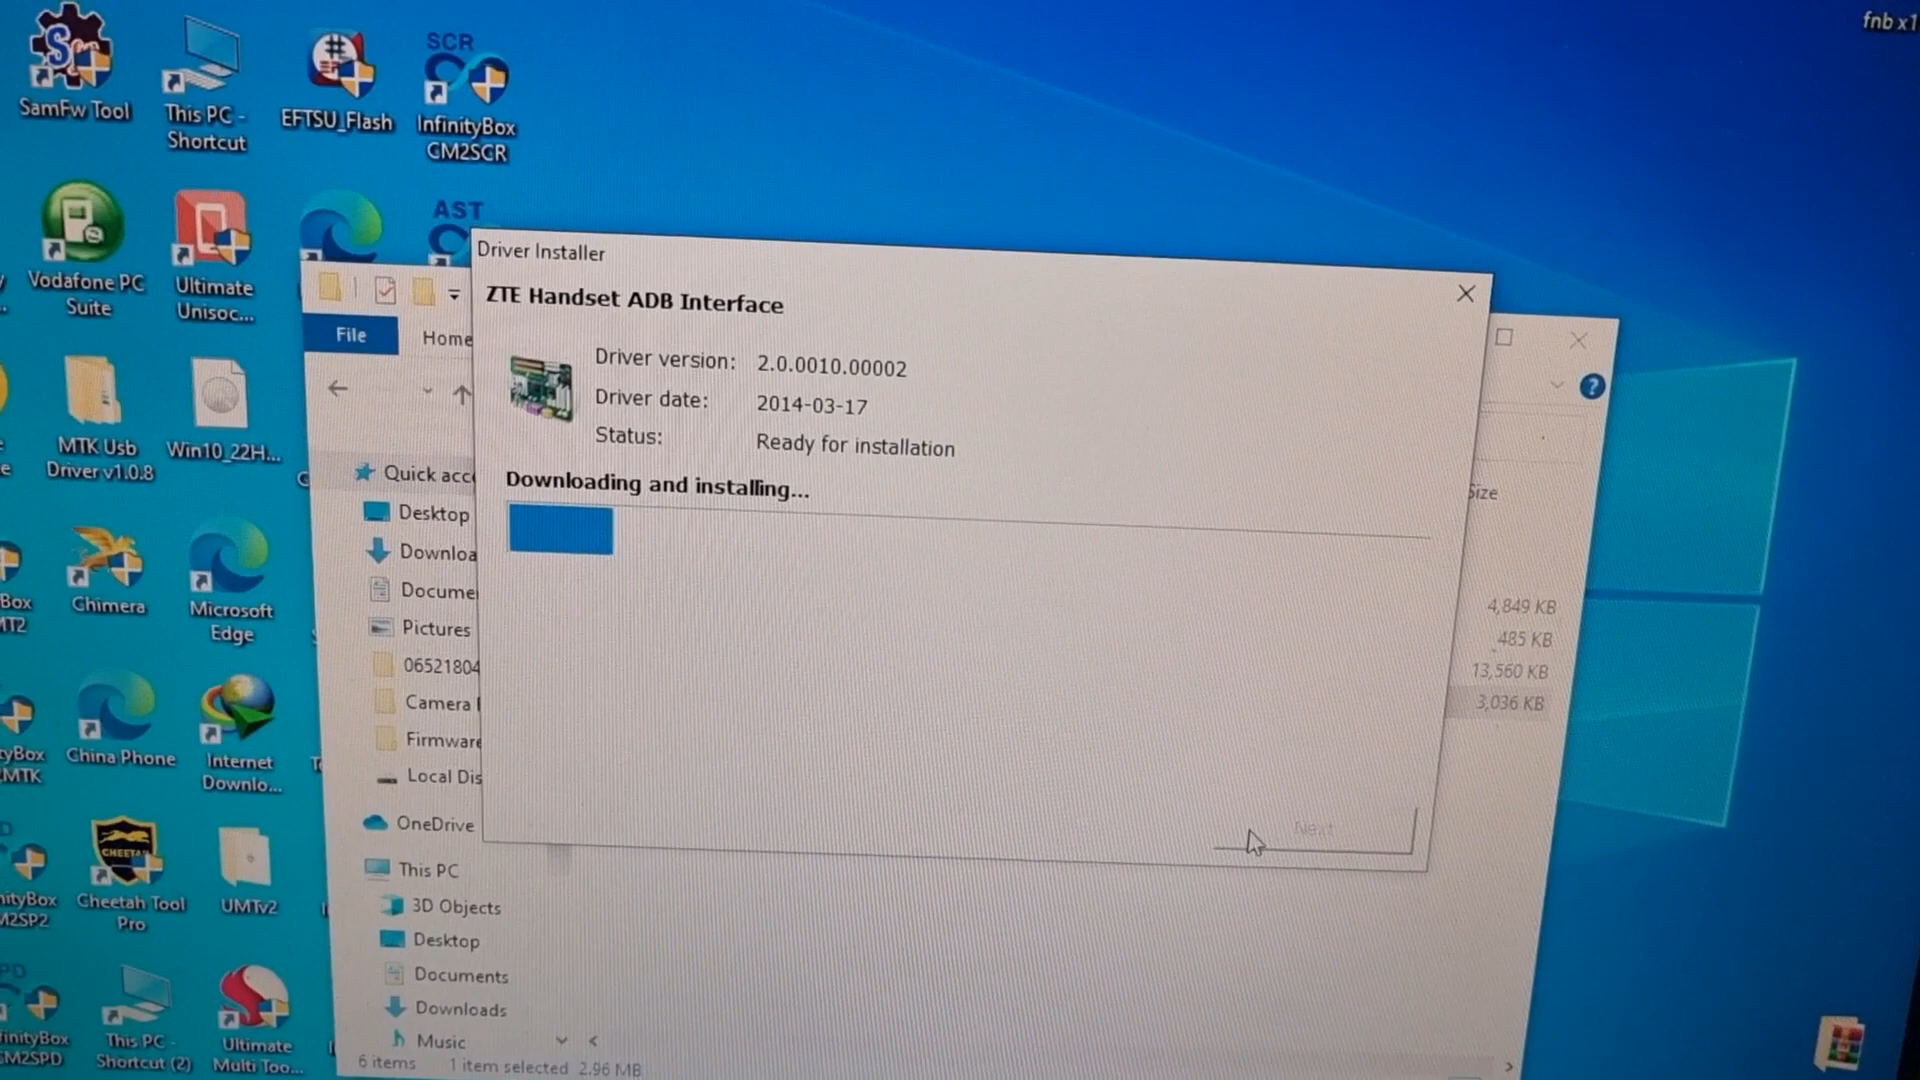 fnb x1
SamFw Tool
This PC -
Shortcut
EFTSU_Flash
SCR
InfinityBox
CM2SCR
Vodafone PC
Suite
Ultimate
Unisoc...
AST
MTK Usb
Driver v1.0.8
Win10_22H...
Box
MT2
Chimera
Microsoft
Edge
tyBox
MTK
China Phone
Internet
Downlo...
inityBox
M2SP2
CHEETAH
Cheetah Tool
Pro
UMTv2
finityBox
CM2SPD
This PC -
Shortcut (2)
Ultimate
Multi Too...
Driver Installer
ZTE Handset ADB Interface
Driver version: 2.0.0010.00002
Driver date: 2014-03-17
Status: Ready for installation
Downloading and installing...
Next
File
Home
Quick acc
Desktop
Downloa
Docume
Pictures
06521804
Camera
Firmware
Local Dis
OneDrive
This PC
3D Objects
Desktop
Documents
Downloads
Music
Size
4,849 KB
485 KB
13,560 KB
3,036 KB
6 items 1 item selected 2.96 MB